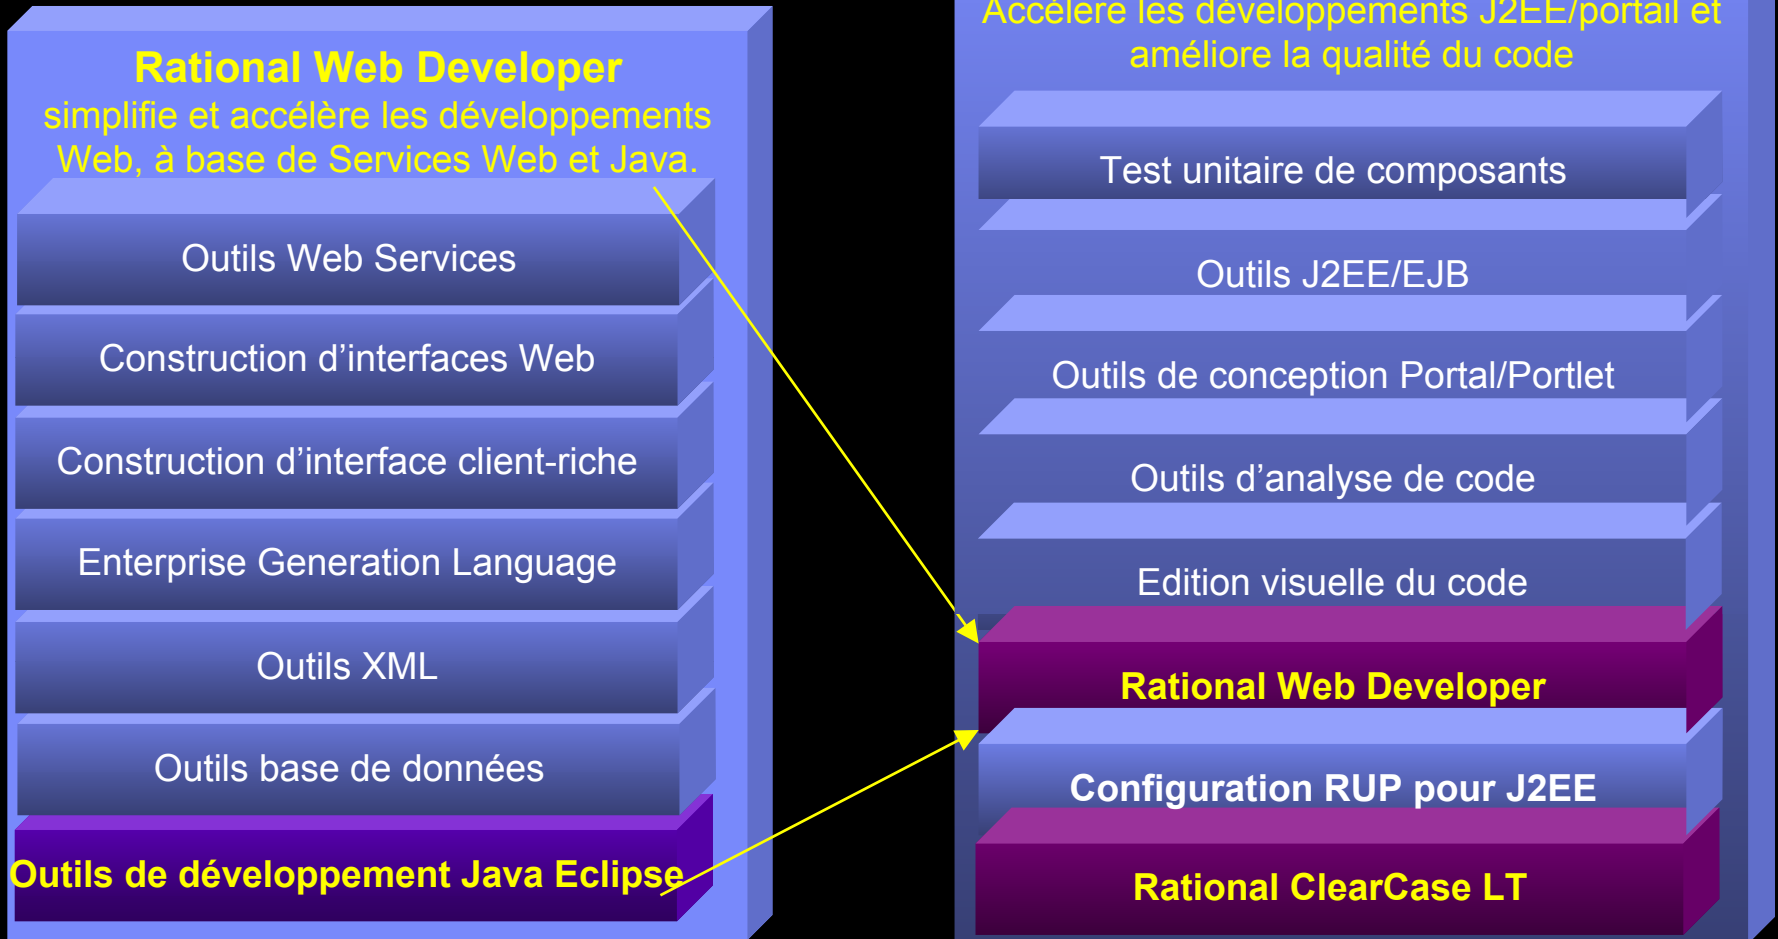 Rational Web Developer
simplifie et accélère les développements
Web, à base de Services Web et Java.
Outils Web Services
Construction d’interfaces Web
Construction d’interface client-riche
Enterprise Generation Language
Outils XML
Outils base de données
Outils de développement Java Eclipse
Accélère les développements J2EE/portail et
améliore la qualité du code
Test unitaire de composants
Outils J2EE/EJB
Outils de conception Portal/Portlet
Outils d’analyse de code
Edition visuelle du code
Rational Web Developer
Configuration RUP pour J2EE
Rational ClearCase LT